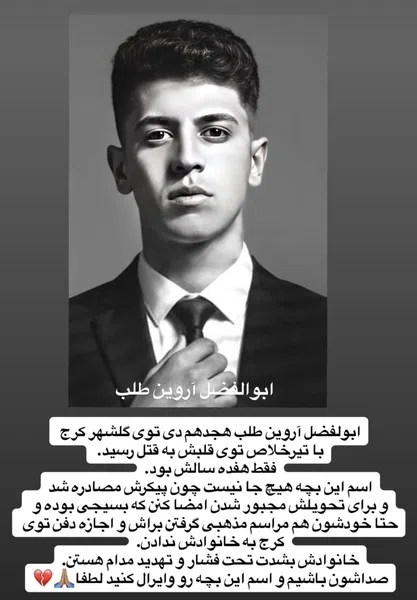 ابوالفضل آروین طلب
ابولفضل آروین طلب هجدهم دی توی گلشهر کرج
با تیرخلاص توی قلبش به قتل رسید.
فقط هفده سالش بود.
اسم این بچه هیچ جا نیست چون پیکرش مصادره شد
و برای تحویلش مجبور شدن امضا کنن که بسیجی بوده و
حتا خودشون هم مراسم مذهبی گرفتن براش و اجازه دفن توی
کرج به خانوادش ندادن.
خانوادش بشدت تحت فشار و تهدید مدام هستن.
صداشون باشیم و اسم این بچه رو وایرال کنید لطفا🙏🏽💔